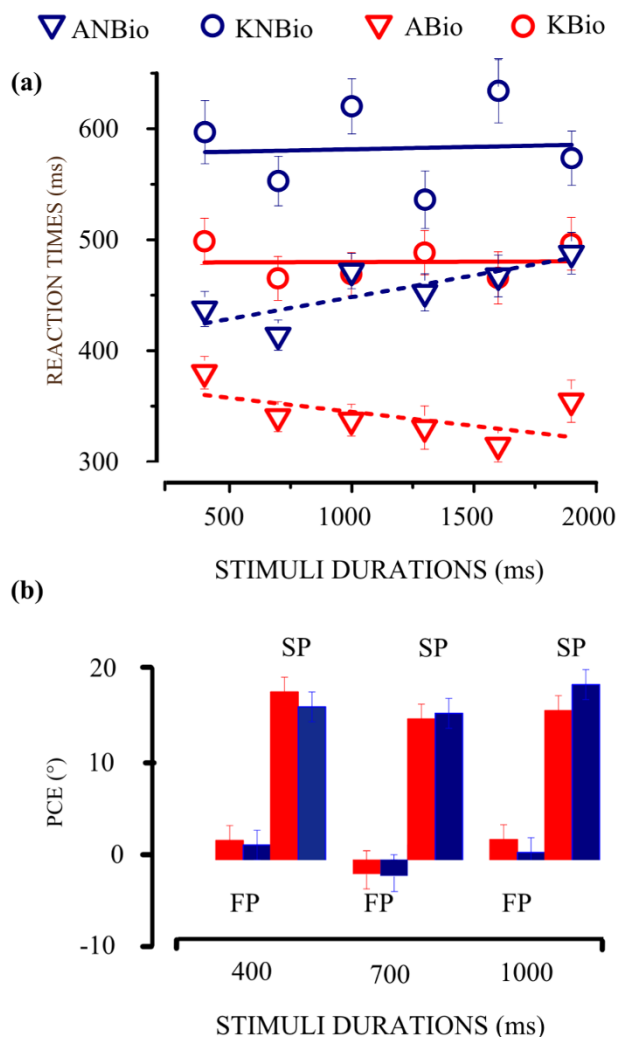 ANBio KNBio ABio KBio
(a)
REACTION TIMES (ms)
600
500
400
300
500 1000 1500 2000
STIMULI DURATIONS (ms)
(b)
PCE (°)
20
10
0
-10
SP SP SP
FP FP FP
400 700 1000
STIMULI DURATIONS (ms)